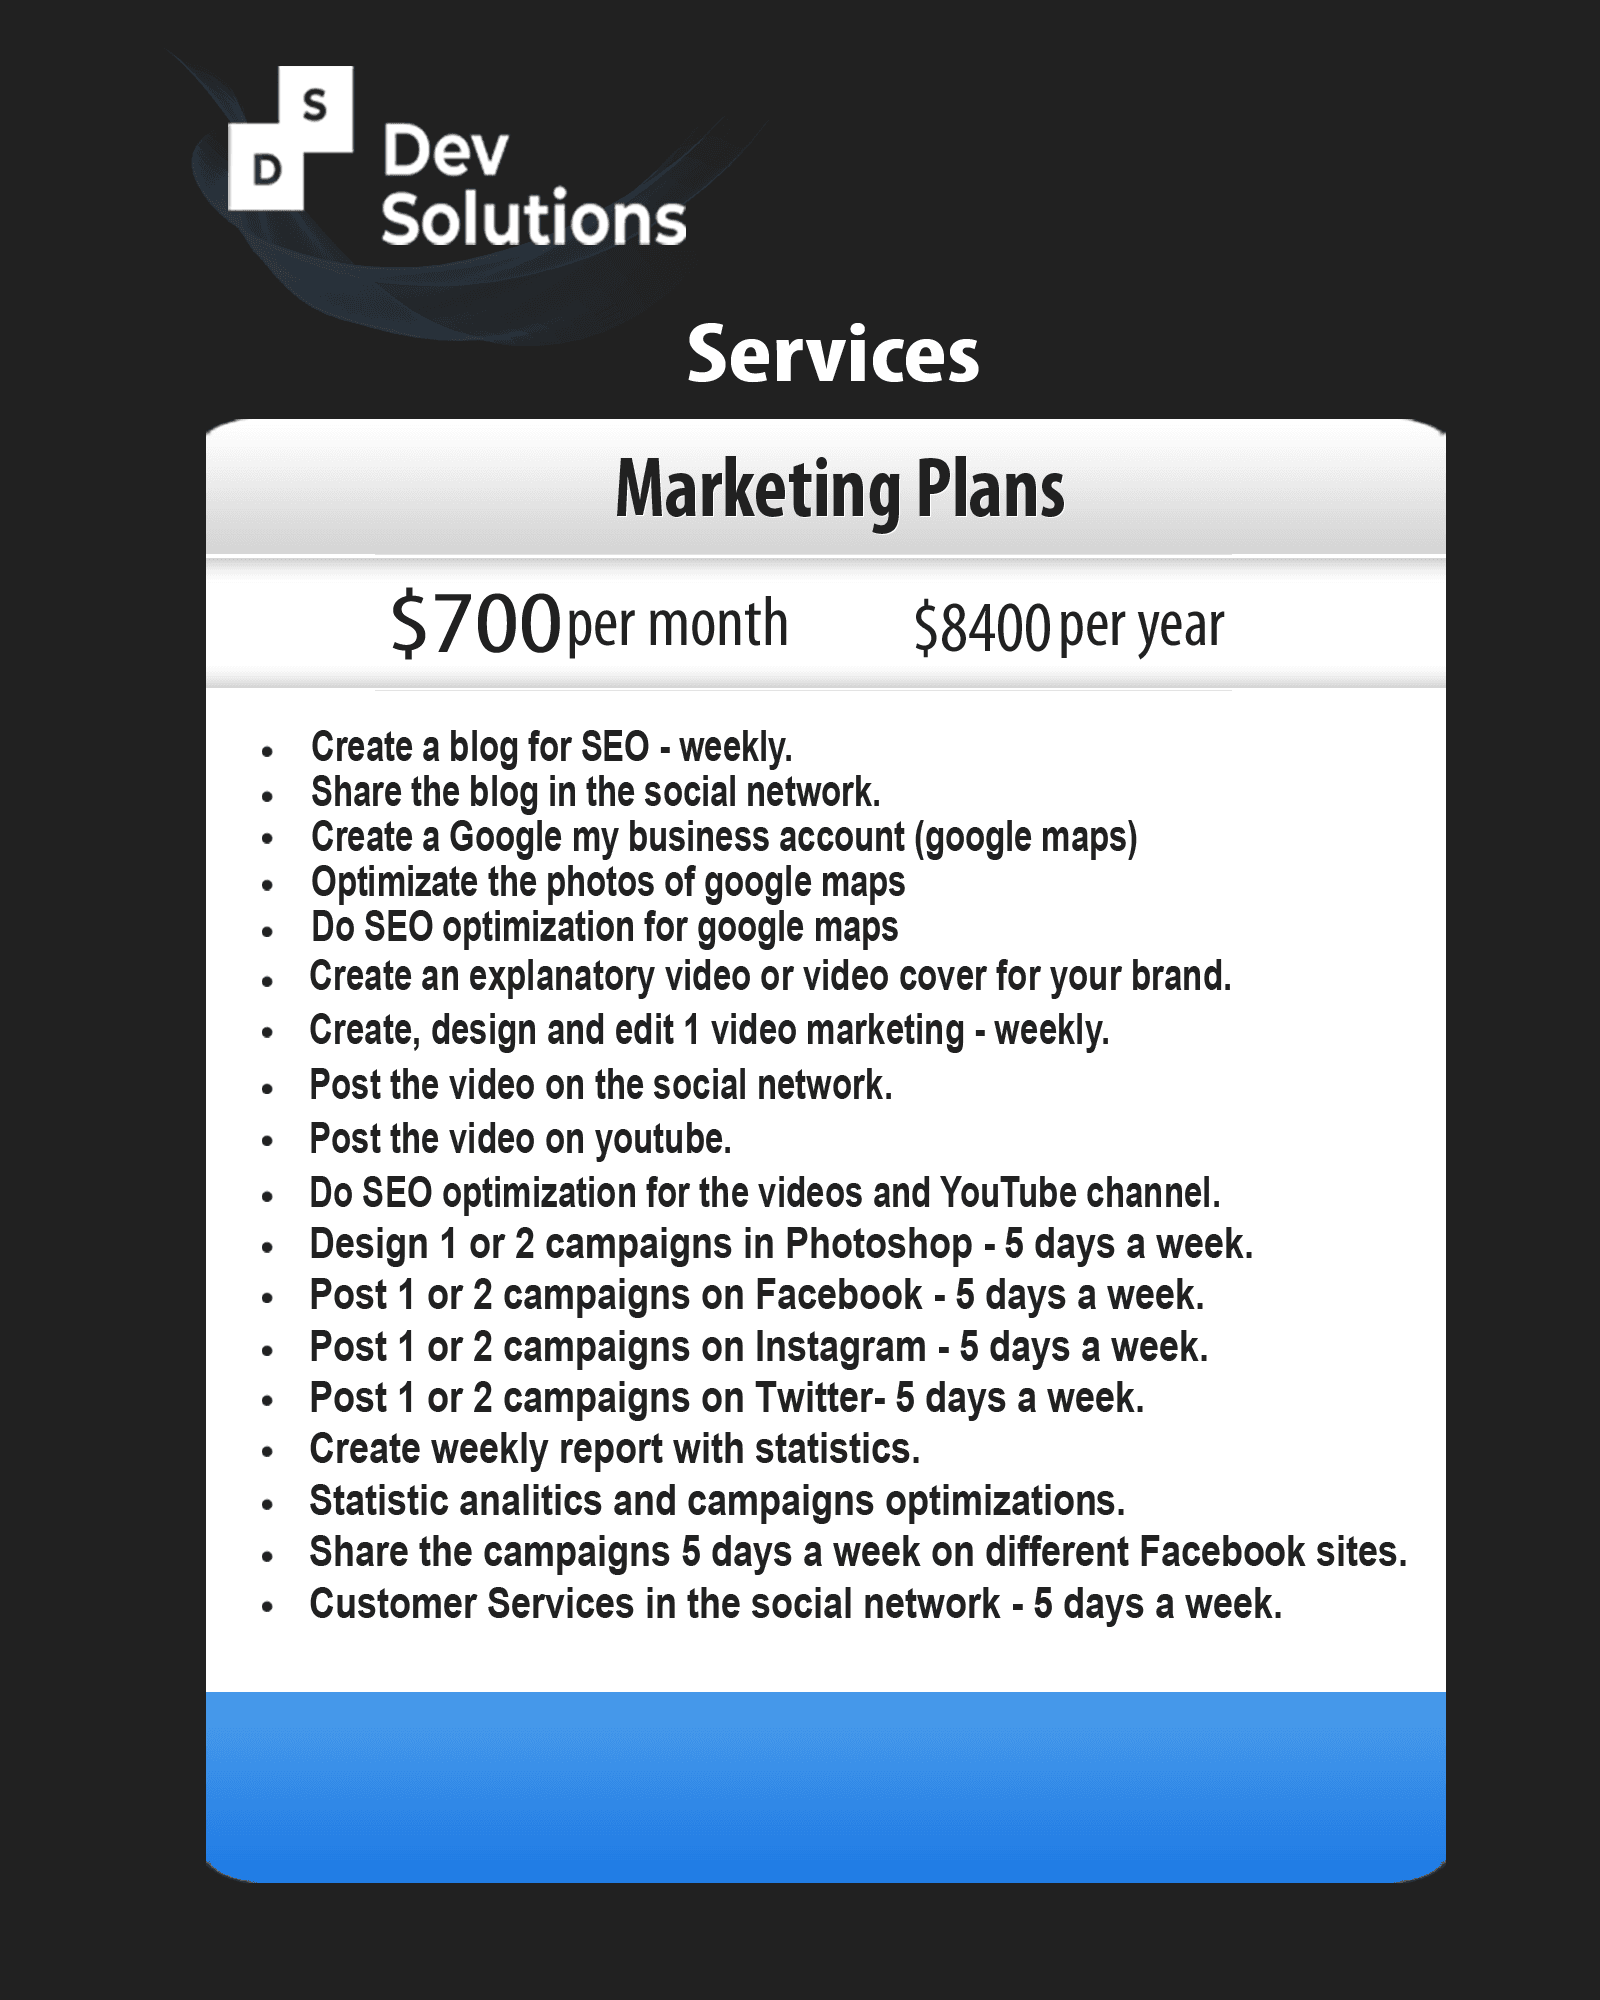 S
D
Dev
Solutions
Services
Marketing Plans
$700 per month $8400 per year
• Create a blog for SEO - weekly.
• Share the blog in the social network.
• Create a Google my business account (google maps)
• Optimizate the photos of google maps
• Do SEO optimization for google maps
• Create an explanatory video or video cover for your brand.
• Create, design and edit 1 video marketing - weekly.
• Post the video on the social network.
• Post the video on youtube.
• Do SEO optimization for the videos and YouTube channel.
• Design 1 or 2 campaigns in Photoshop - 5 days a week.
• Post 1 or 2 campaigns on Facebook - 5 days a week.
• Post 1 or 2 campaigns on Instagram - 5 days a week.
• Post 1 or 2 campaigns on Twitter- 5 days a week.
• Create weekly report with statistics.
• Statistic analitics and campaigns optimizations.
• Share the campaigns 5 days a week on different Facebook sites.
• Customer Services in the social network - 5 days a week.